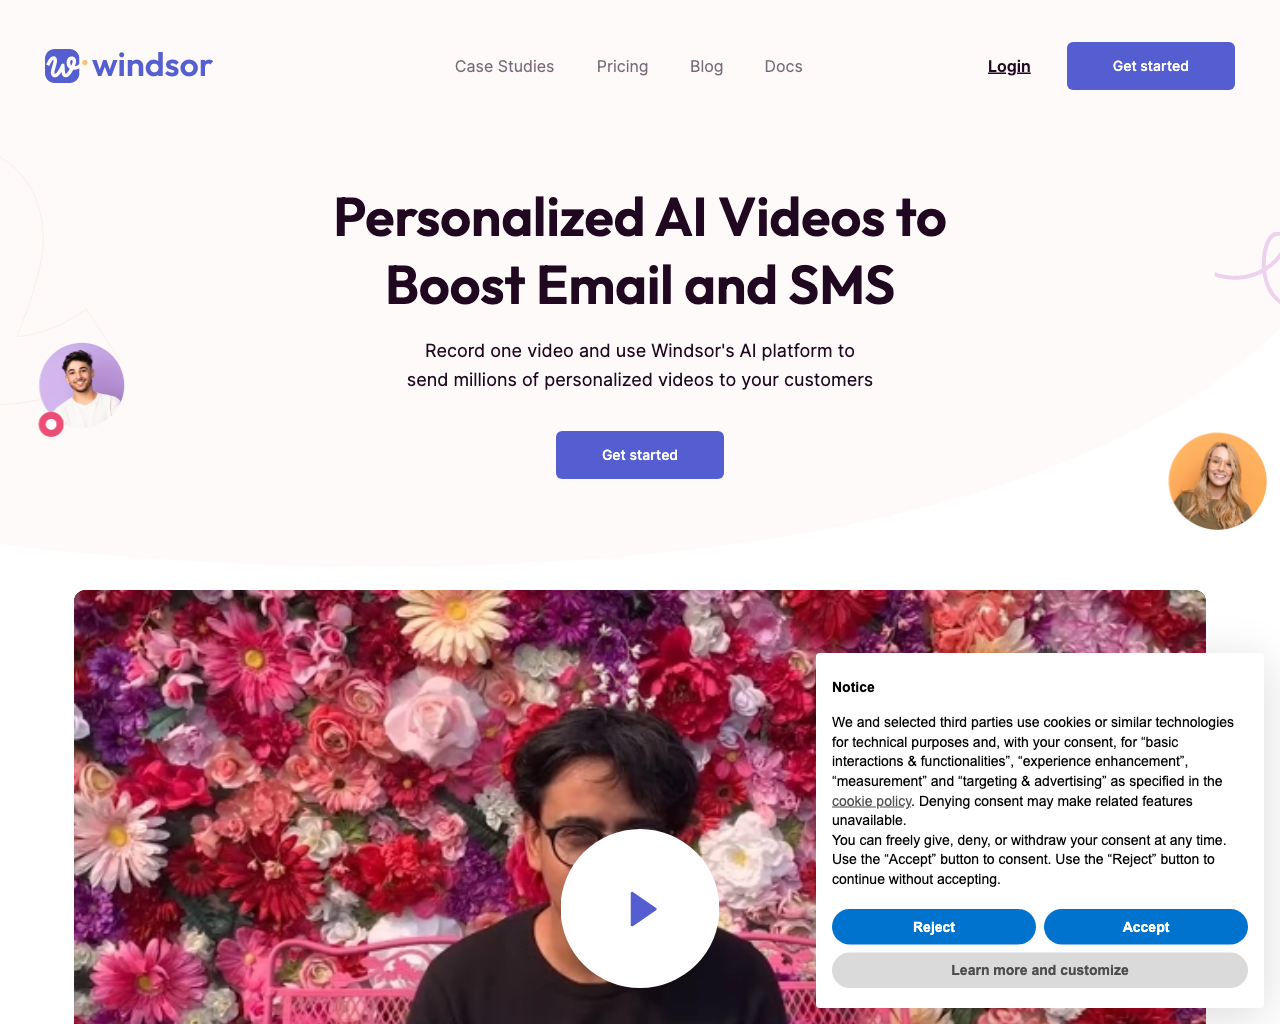 windsor
Case Studies
Pricing
Blog
Docs
Login
Get started
Personalized AI Videos to
Boost Email and SMS
Record one video and use Windsor's AI platform to
send millions of personalized videos to your customers
Get started
Notice
We and selected third parties use cookies or similar technologies
for technical purposes and, with your consent, for “basic
interactions & functionalities”, “experience enhancement”,
“measurement” and “targeting & advertising” as specified in the
cookie policy. Denying consent may make related features
unavailable.
You can freely give, deny, or withdraw your consent at any time.
Use the “Accept” button to consent. Use the “Reject” button to
continue without accepting.
Reject
Accept
Learn more and customize